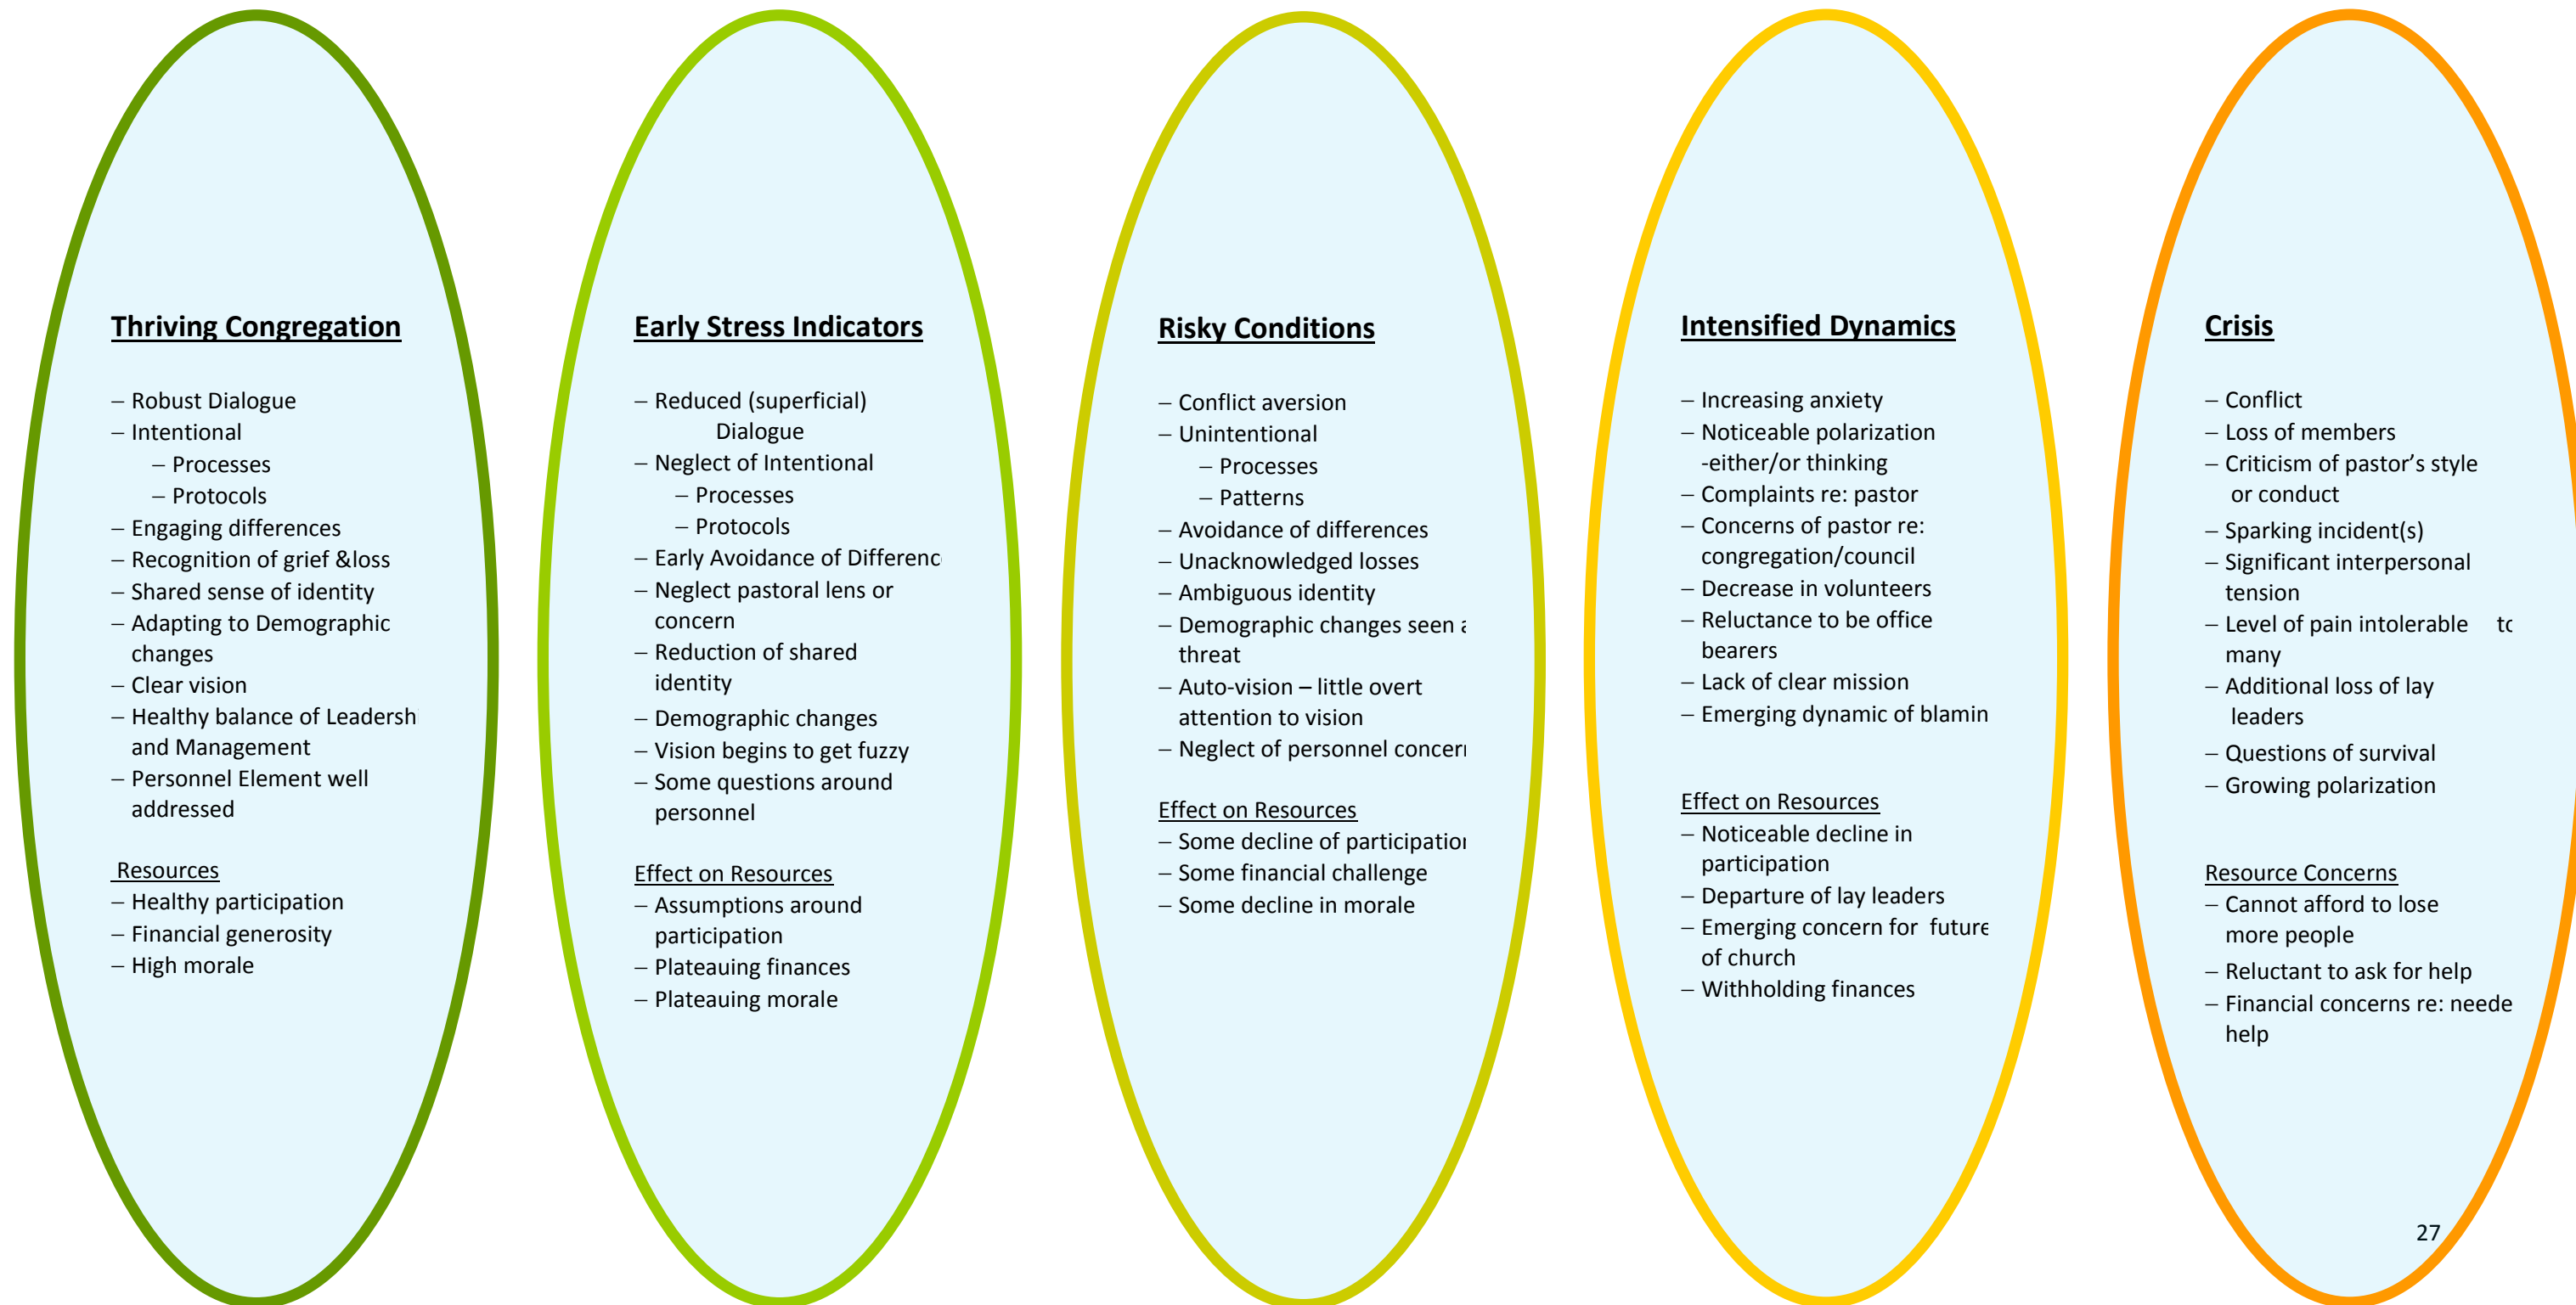 Thriving Congregation
– Robust Dialogue
– Intentional
– Processes
– Protocols
– Engaging differences
– Recognition of grief &loss
– Shared sense of identity
– Adapting to Demographic
changes
– Clear vision
– Healthy balance of Leadersh
and Management
– Personnel Element well
addressed
Resources
– Healthy participation
– Financial generosity
– High morale
Early Stress Indicators
– Reduced (superficial)
Dialogue
– Neglect of Intentional
– Processes
– Protocols
– Early Avoidance of Differenc
– Neglect pastoral lens or
concern
– Reduction of shared
identity
– Demographic changes
– Vision begins to get fuzzy
– Some questions around
personnel
Effect on Resources
– Assumptions around
participation
– Plateauing finances
– Plateauing morale
Risky Conditions
– Conflict aversion
– Unintentional
– Processes
– Patterns
– Avoidance of differences
– Unacknowledged losses
– Ambiguous identity
– Demographic changes seen
threat
– Auto-vision – little overt
attention to vision
– Neglect of personnel concer
Effect on Resources
– Some decline of participation
– Some financial challenge
– Some decline in morale
Intensified Dynamics
– Increasing anxiety
– Noticeable polarization
-either/or thinking
– Complaints re: pastor
– Concerns of pastor re:
congregation/council
– Decrease in volunteers
– Reluctance to be office
bearers
– Lack of clear mission
– Emerging dynamic of blamin
Effect on Resources
– Noticeable decline in
participation
– Departure of lay leaders
– Emerging concern for future
of church
– Withholding finances
Crisis
– Conflict
– Loss of members
– Criticism of pastor’s style
or conduct
– Sparking incident(s)
– Significant interpersonal
tension
– Level of pain intolerable to
many
– Additional loss of lay
leaders
– Questions of survival
– Growing polarization
Resource Concerns
– Cannot afford to lose
more people
– Reluctant to ask for help
– Financial concerns re: neede
help
27